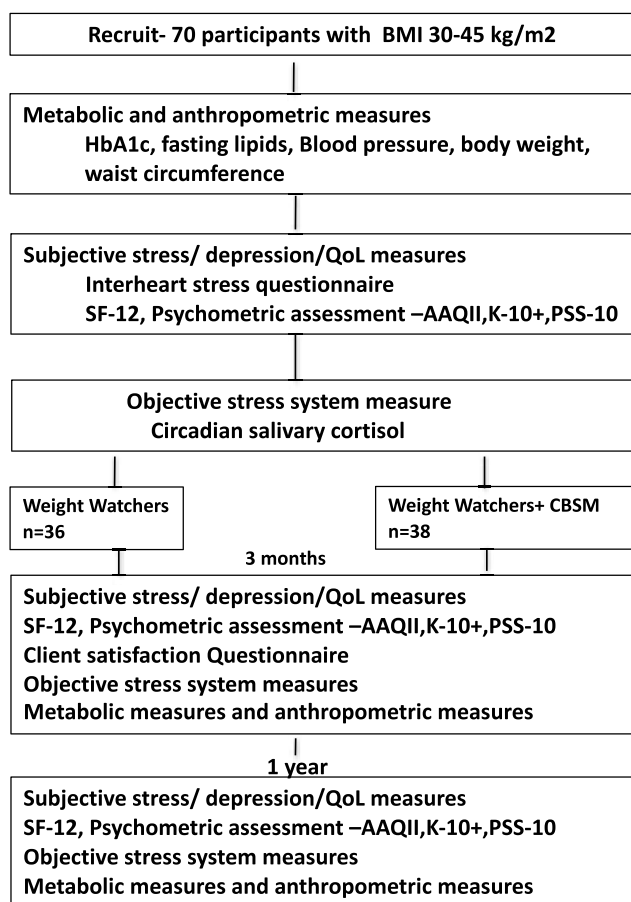 Recruit- 70 participants with  BMI 30-45 kg/m2
Metabolic and anthropometric measures
HbA1c, fasting lipids, Blood pressure, body weight,
waist circumference
Subjective stress/ depression/QoL measures
Interheart stress questionnaire
SF-12, Psychometric assessment –AAQII,K-10+,PSS-10
Objective stress system measure
Circadian salivary cortisol
Weight Watchers
n=36
Weight Watchers+ CBSM
n=38
3 months
Subjective stress/ depression/QoL measures
SF-12, Psychometric assessment –AAQII,K-10+,PSS-10
Client satisfaction Questionnaire
Objective stress system measures
Metabolic measures and anthropometric measures
1 year
Subjective stress/ depression/QoL measures
SF-12, Psychometric assessment –AAQII,K-10+,PSS-10
Objective stress system measures
Metabolic measures and anthropometric measures